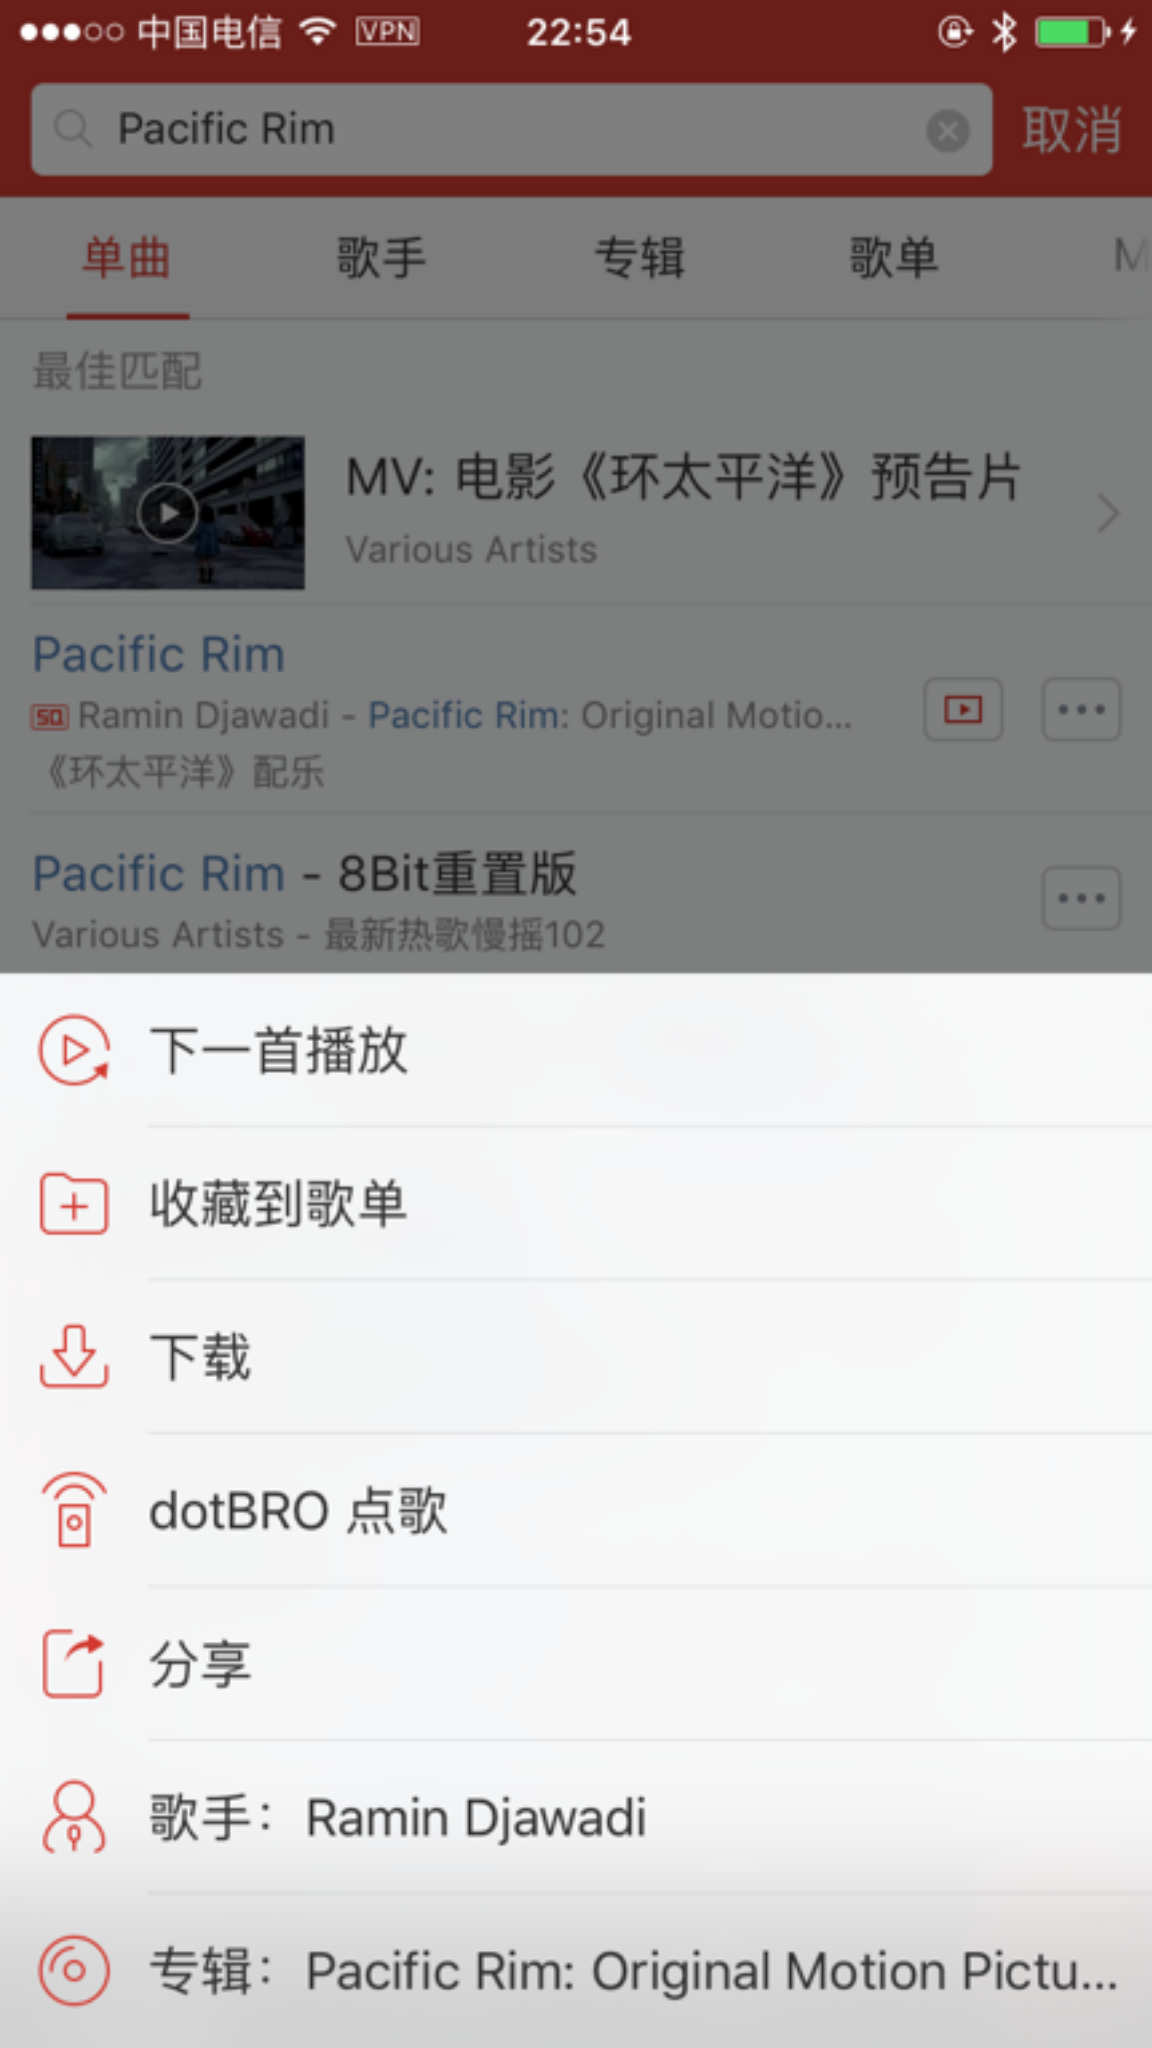 中国电信 VPN 22:54
Pacific Rim 取消
单曲 歌手 专辑 歌单 M
最佳匹配
MV: 电影《环太平洋》预告片
Various Artists
Pacific Rim
SQ Ramin Djawadi - Pacific Rim: Original Motio...
《环太平洋》配乐
Pacific Rim - 8Bit重置版
Various Artists - 最新热歌慢摇102
下一首播放
收藏到歌单
下载
dotBRO 点歌
分享
歌手：Ramin Djawadi
专辑：Pacific Rim: Original Motion Pictu...